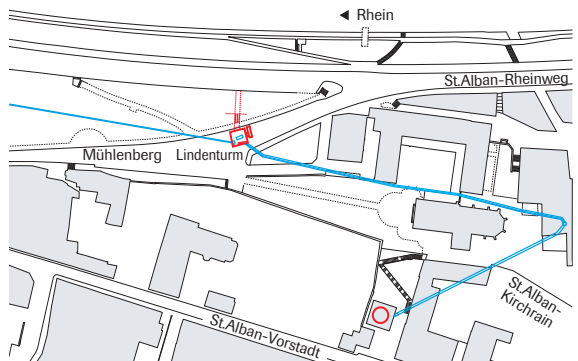 ◄ Rhein
St.Alban-Rheinweg
Mühlenberg
Lindenturm
St.Alban-
Kirchrain
St.Alban-Vorstadt